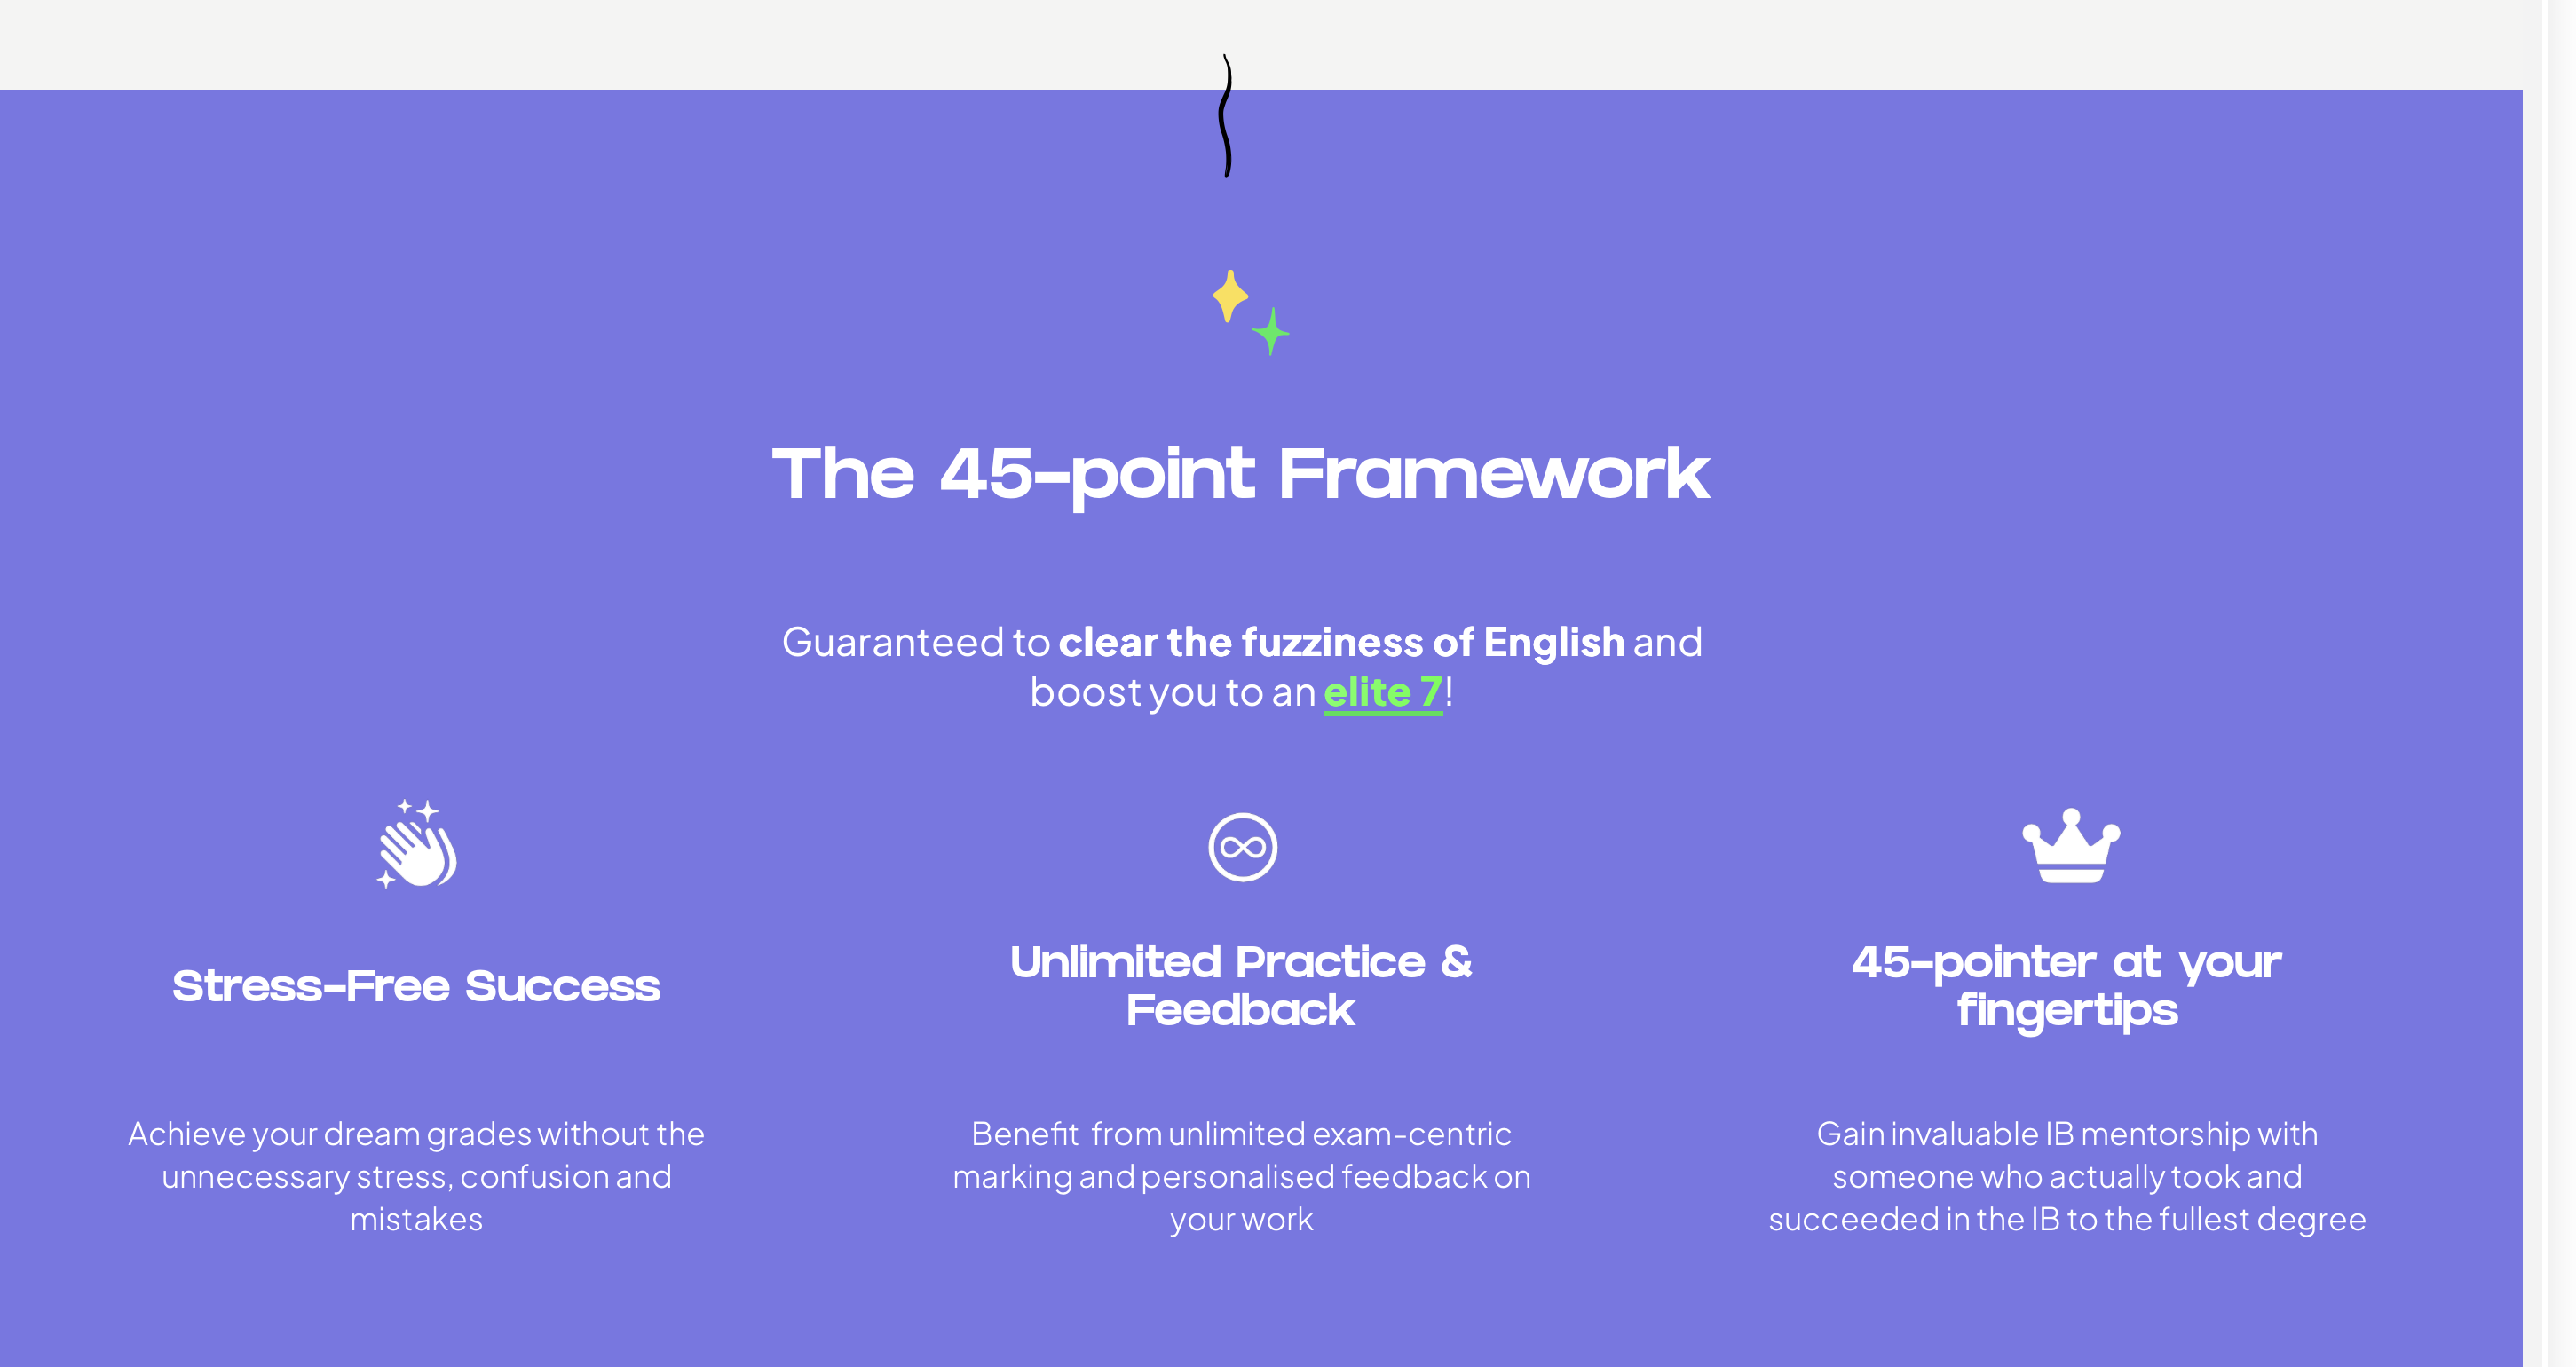 The 45-point Framework
Guaranteed to clear the fuzziness of English and
boost you to an elite 7!
Stress-Free Success
Achieve your dream grades without the
unnecessary stress, confusion and
mistakes
Unlimited Practice &
Feedback
Benefit  from unlimited exam-centric
marking and personalised feedback on
your work
45-pointer at your
fingertips
Gain invaluable IB mentorship with
someone who actually took and
succeeded in the IB to the fullest degree